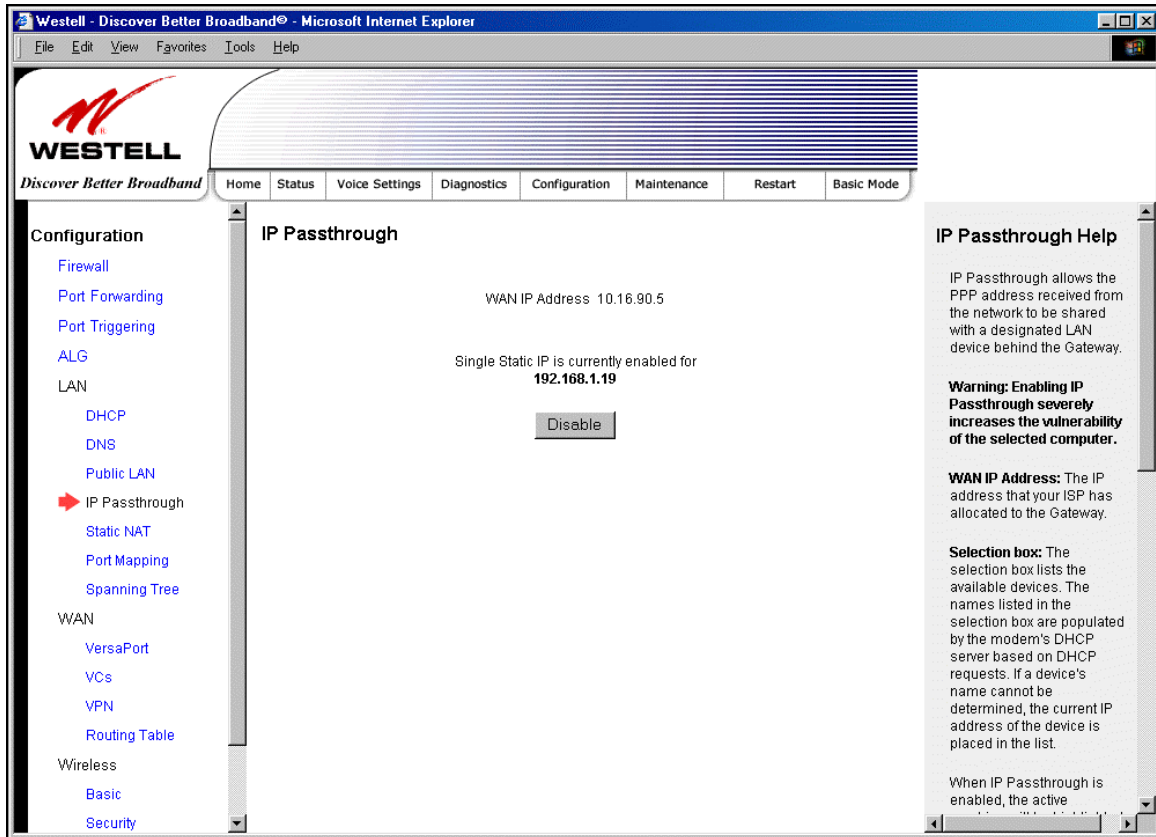 Westell - Discover Better Broadband® - Microsoft Internet Explorer
File Edit View Favorites Tools Help
WESTELL
®
Discover Better Broadband
Home Status Voice Settings Diagnostics Configuration Maintenance Restart Basic Mode
Configuration
Firewall
Port Forwarding
Port Triggering
ALG
LAN
DHCP
DNS
Public LAN
IP Passthrough
Static NAT
Port Mapping
Spanning Tree
WAN
VersaPort
VCs
VPN
Routing Table
Wireless
Basic
Security
IP Passthrough
WAN IP Address 10.16.90.5
Single Static IP is currently enabled for
192.168.1.19
Disable
IP Passthrough Help
IP Passthrough allows the
PPP address received from
the network to be shared
with a designated LAN
device behind the Gateway.
Warning: Enabling IP
Passthrough severely
increases the vulnerability
of the selected computer.
WAN IP Address: The IP
address that your ISP has
allocated to the Gateway.
Selection box: The
selection box lists the
available devices. The
names listed in the
selection box are populated
by the modem's DHCP
server based on DHCP
requests. If a device's
name cannot be
determined, the current IP
address of the device is
placed in the list.
When IP Passthrough is
enabled, the active